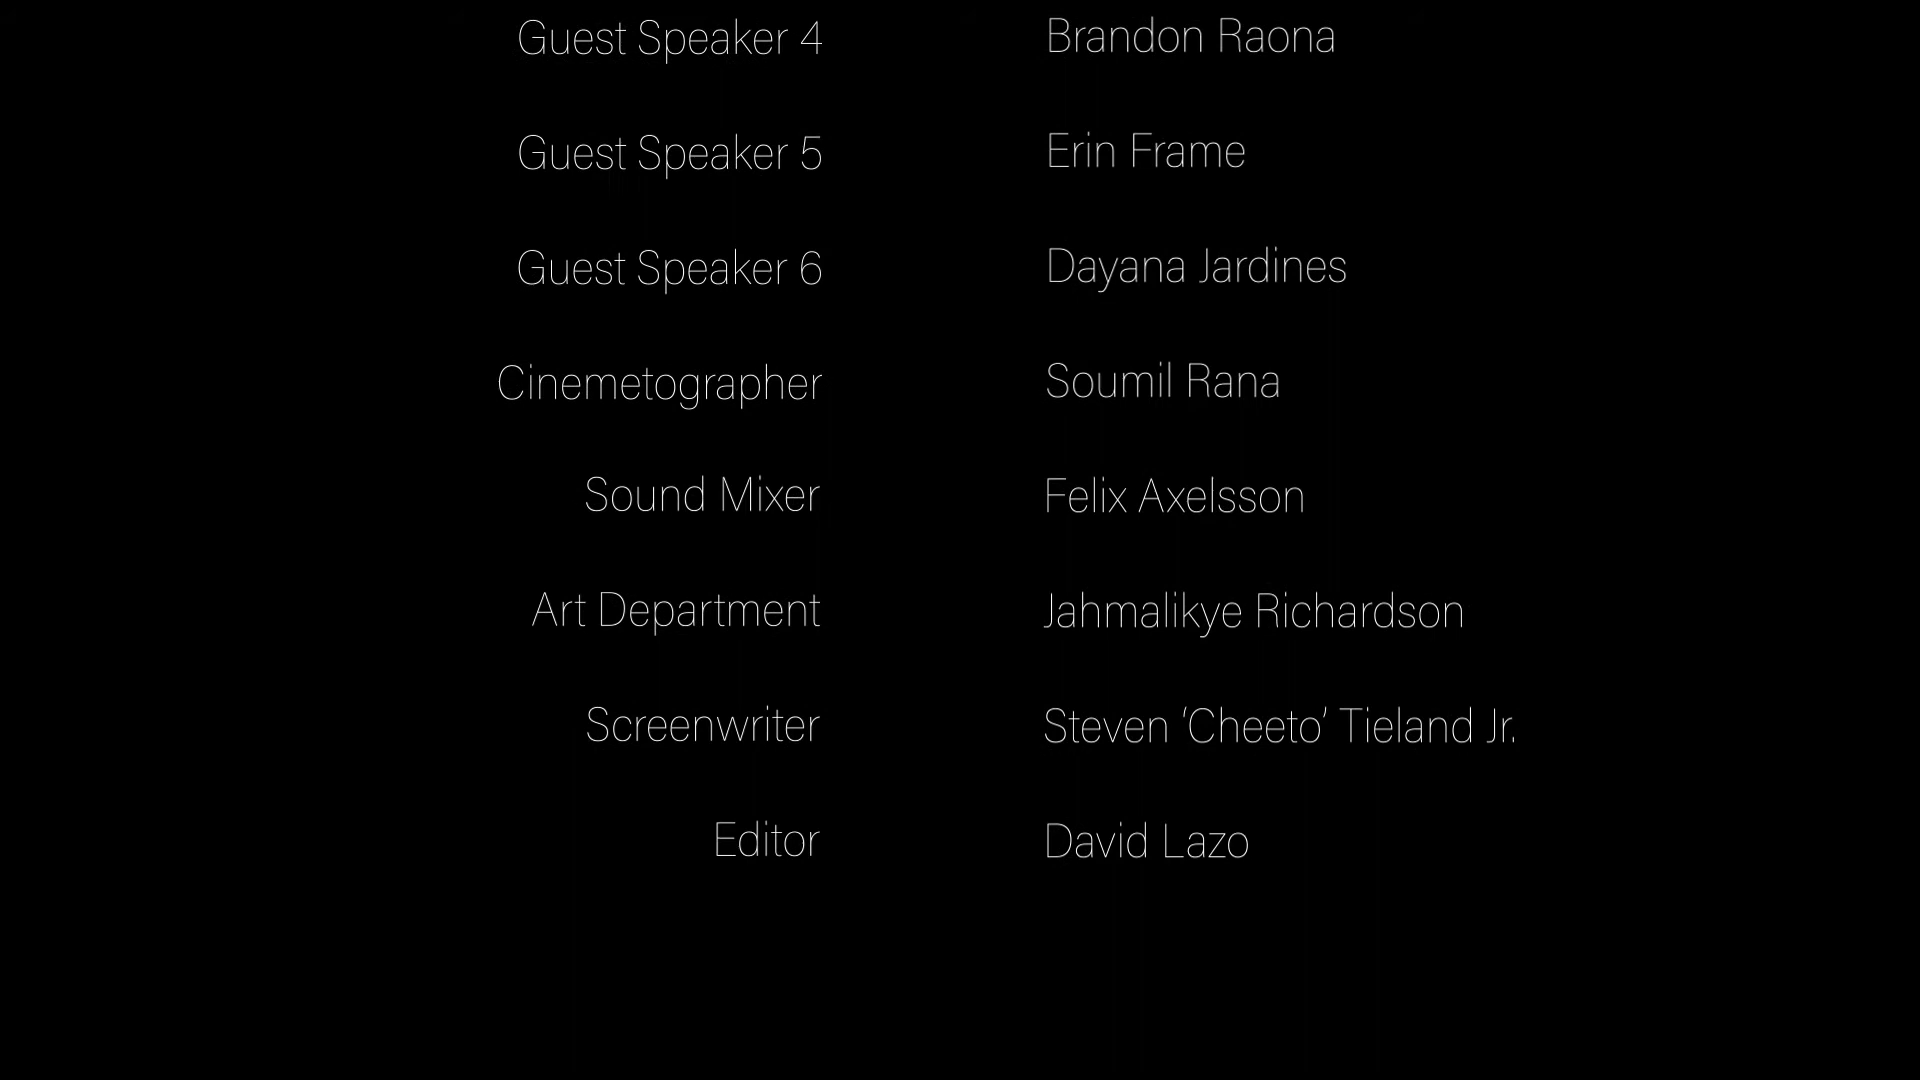 Guest Speaker 4 Brandon Raona
Guest Speaker 5 Erin Frame
Guest Speaker 6 Dayana Jardines
Cinemetographer Soumil Rana
Sound Mixer Felix Axelsson
Art Department Jahmalikye Richardson
Screenwriter Steven ‘Cheeto’ Tieland Jr.
Editor David Lazo